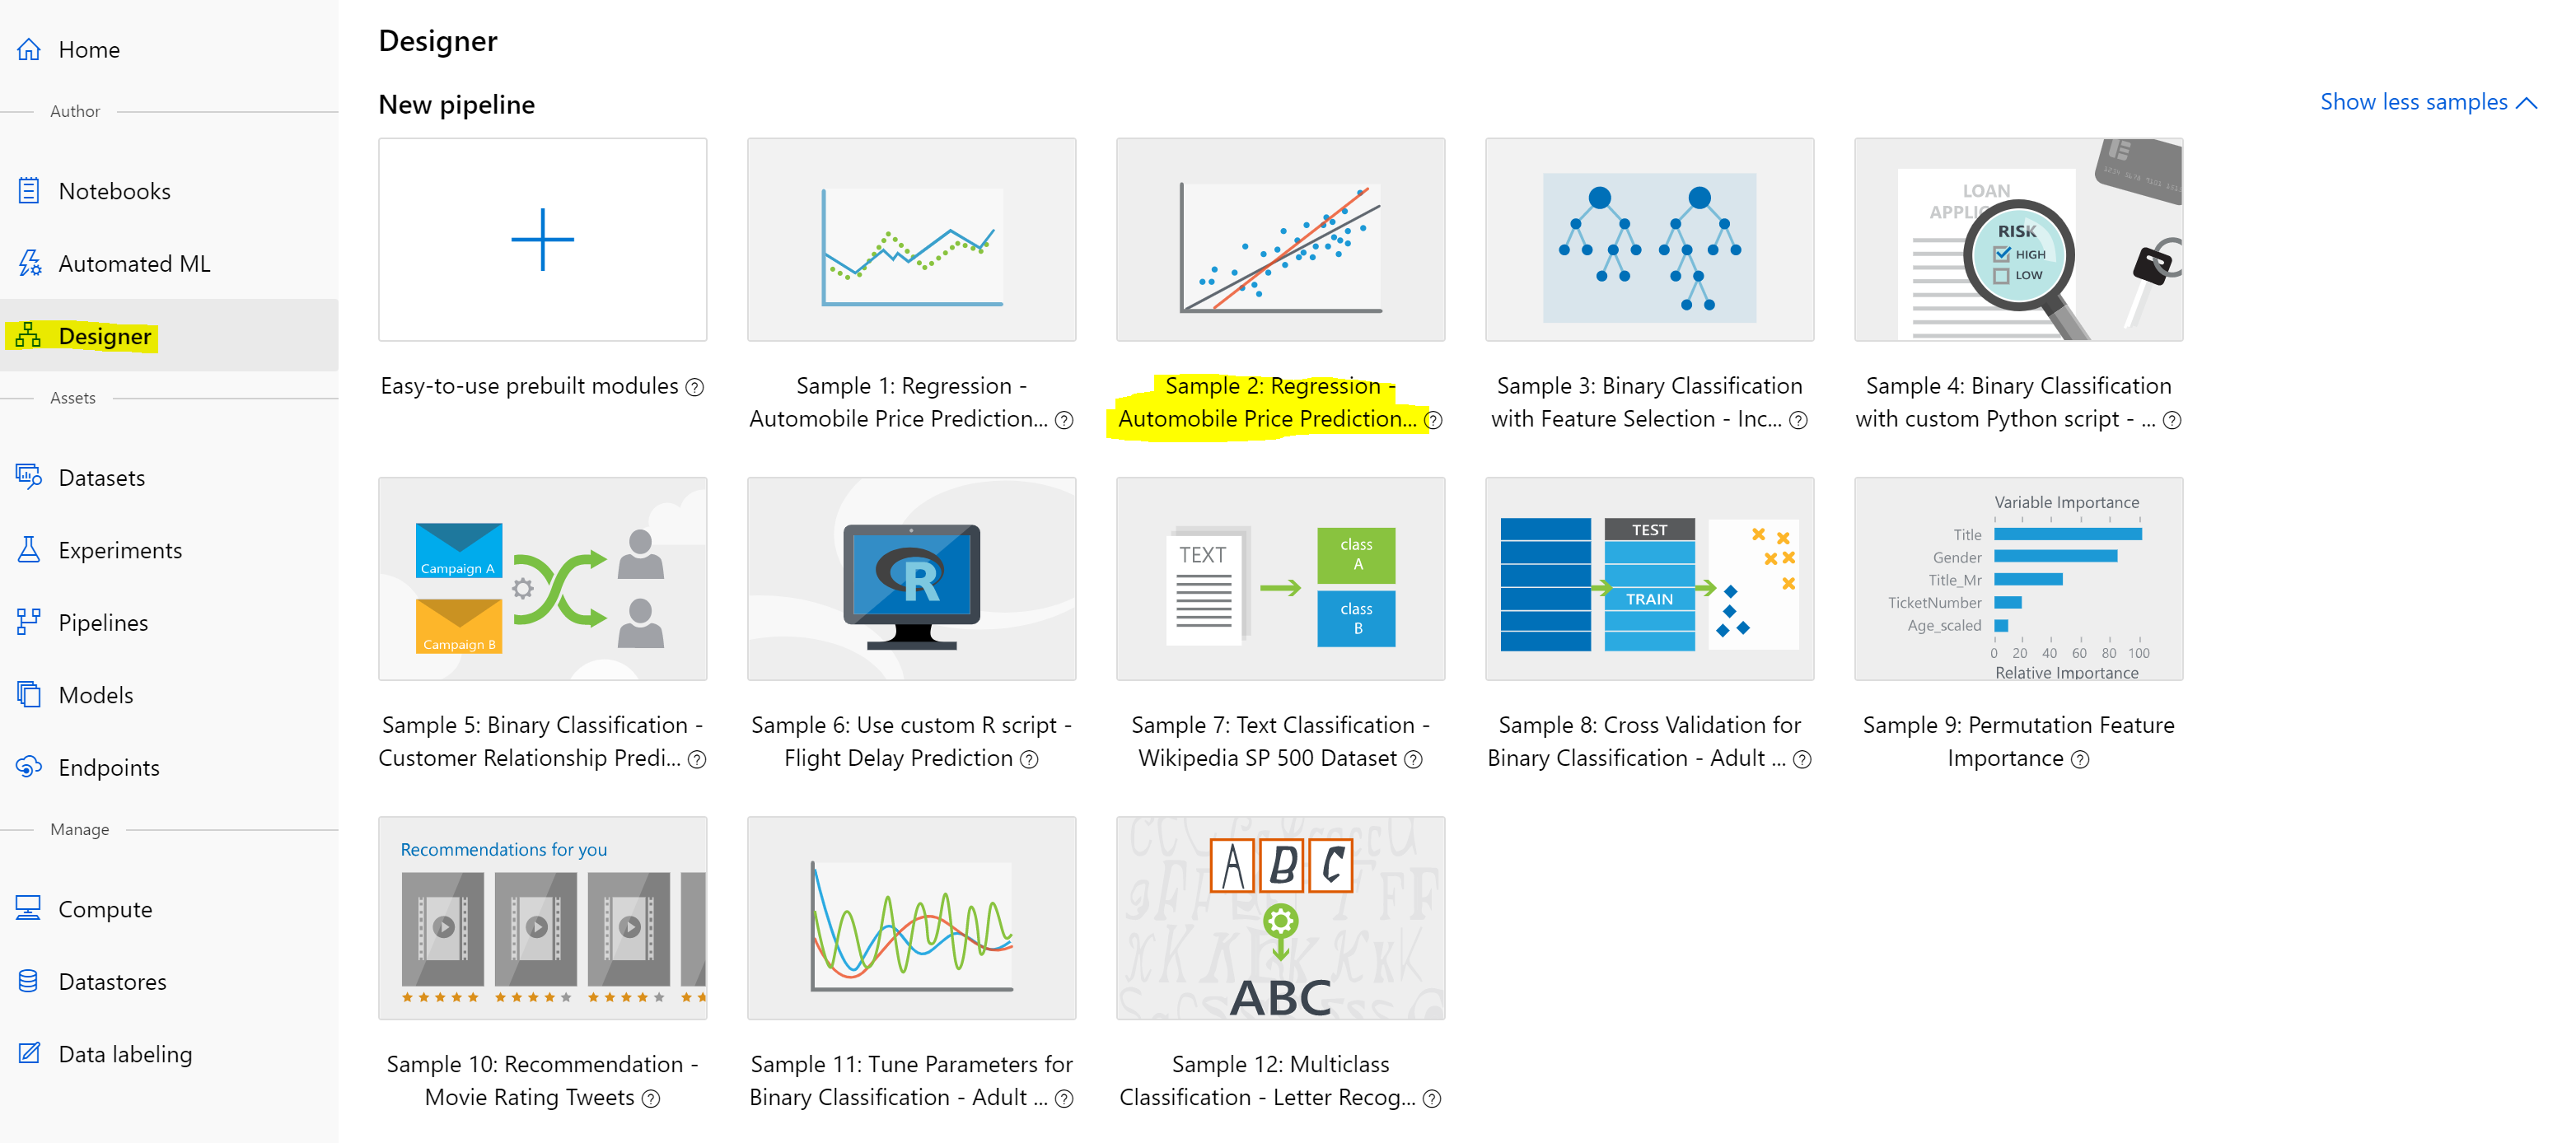 Home
Author
Notebooks
Automated ML
Designer
Assets
Datasets
Experiments
Pipelines
Models
Endpoints
Manage
Compute
Datastores
Data labeling
Designer
New pipeline
Show less samples
LOAN
RISK
HIGH
LOW
Easy-to-use prebuilt modules
Sample 1: Regression -
Automobile Price Prediction...
Sample 2: Regression -
Automobile Price Prediction...
Sample 3: Binary Classification
with Feature Selection - Inc...
Sample 4: Binary Classification
with custom Python script - ...
Campaign A
Campaign B
R
TEXT
class
A
class
B
TEST
TRAIN
Variable Importance
Title
Gender
Title_Mr
TicketNumber
Age_scaled
0 20 40 60 80 100
Relative Importance
Sample 5: Binary Classification -
Customer Relationship Predi...
Sample 6: Use custom R script -
Flight Delay Prediction
Sample 7: Text Classification -
Wikipedia SP 500 Dataset
Sample 8: Cross Validation for
Binary Classification - Adult ...
Sample 9: Permutation Feature
Importance
Recommendations for you
A B C
ABC
Sample 10: Recommendation -
Movie Rating Tweets
Sample 11: Tune Parameters for
Binary Classification - Adult ...
Sample 12: Multiclass
Classification - Letter Recog...